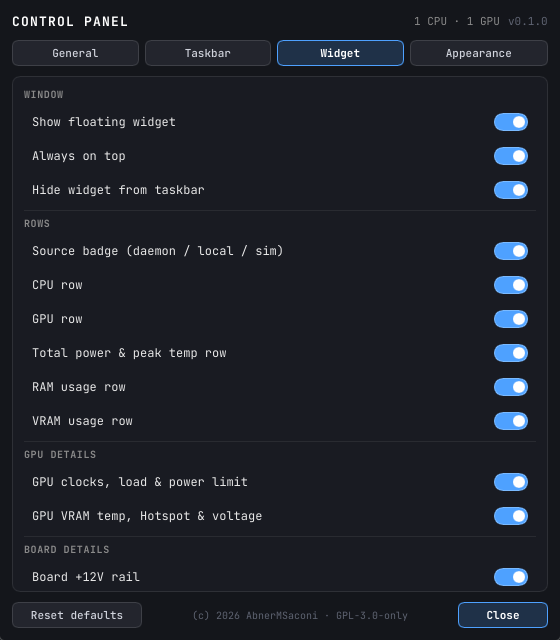 CONTROL PANEL 1 CPU · 1 GPU v0.1.0
General Taskbar Widget Appearance
WINDOW
Show floating widget
Always on top
Hide widget from taskbar
ROWS
Source badge (daemon / local / sim)
CPU row
GPU row
Total power & peak temp row
RAM usage row
VRAM usage row
GPU DETAILS
GPU clocks, load & power limit
GPU VRAM temp, Hotspot & voltage
BOARD DETAILS
Board +12V rail
Reset defaults (c) 2026 AbnerMSaconi · GPL-3.0-only Close